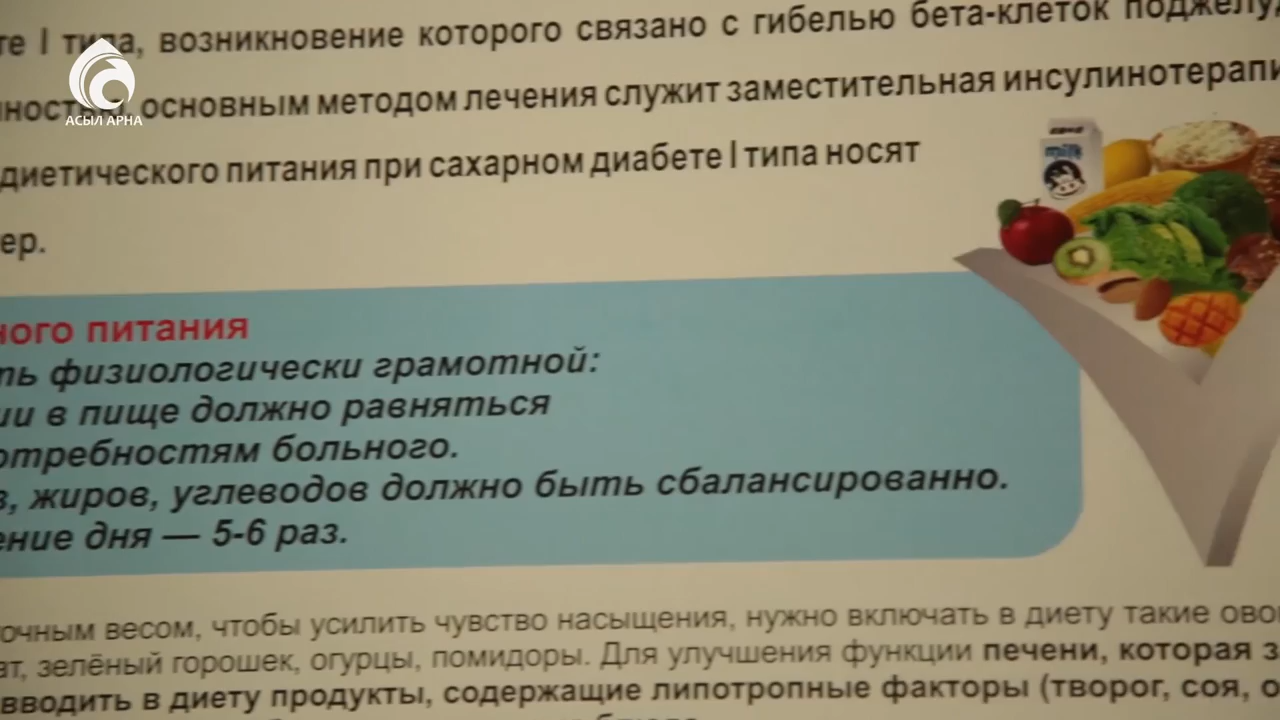 те I типа, возникновение которого связано с гибелью бета-клеток поджелуд
АСЫЛ АРНА
основным методом лечения служит заместительная инсулинотерапи
диетического питания при сахарном диабете I типа носят
ер.
milk
ного питания
ть физиологически грамотной:
ии в пище должно равняться
отребностям больного.
в, жиров, углеводов должно быть сбалансированно.
ение дня — 5-6 раз.
точным весом, чтобы усилить чувство насыщения, нужно включать в диету такие ово
ат, зелёный горошек, огурцы, помидоры. Для улучшения функции печени, которая з
вводить в диету продукты, содержащие липотропные факторы (творог, соя, о